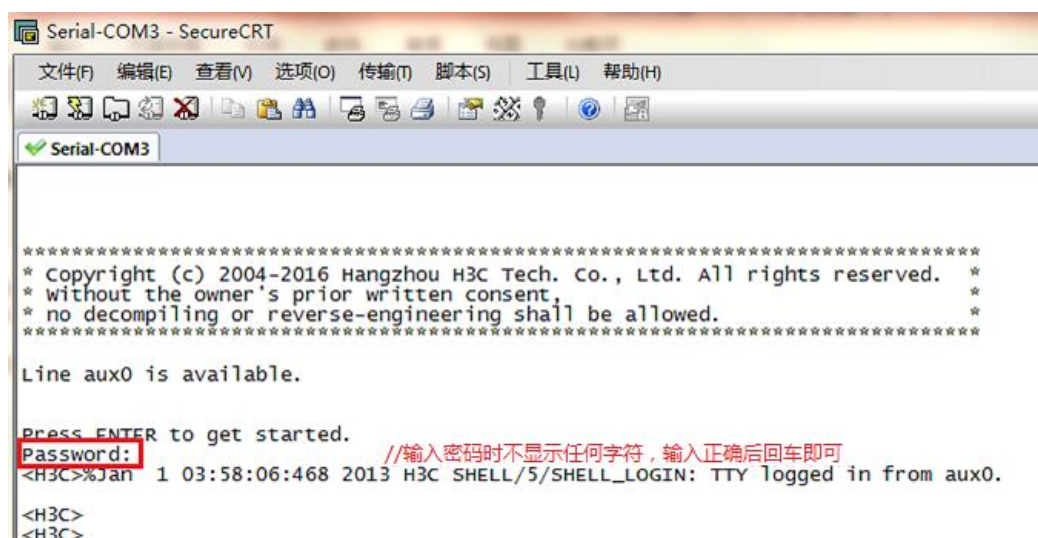 Serial-COM3 - SecureCRT
文件(F) 编辑(E) 查看(V) 选项(O) 传输(T) 脚本(S) 工具(L) 帮助(H)
Serial-COM3
******************************************************************************
* Copyright (c) 2004-2016 Hangzhou H3C Tech. Co., Ltd. All rights reserved.  *
* Without the owner's prior written consent,                                 *
* no decompiling or reverse-engineering shall be allowed.                    *
******************************************************************************
Line aux0 is available.
Press ENTER to get started.
Password: //输入密码时不显示任何字符，输入正确后回车即可
<H3C>%Jan  1 03:58:06:468 2013 H3C SHELL/5/SHELL_LOGIN: TTY logged in from aux0.
<H3C>
<H3C>